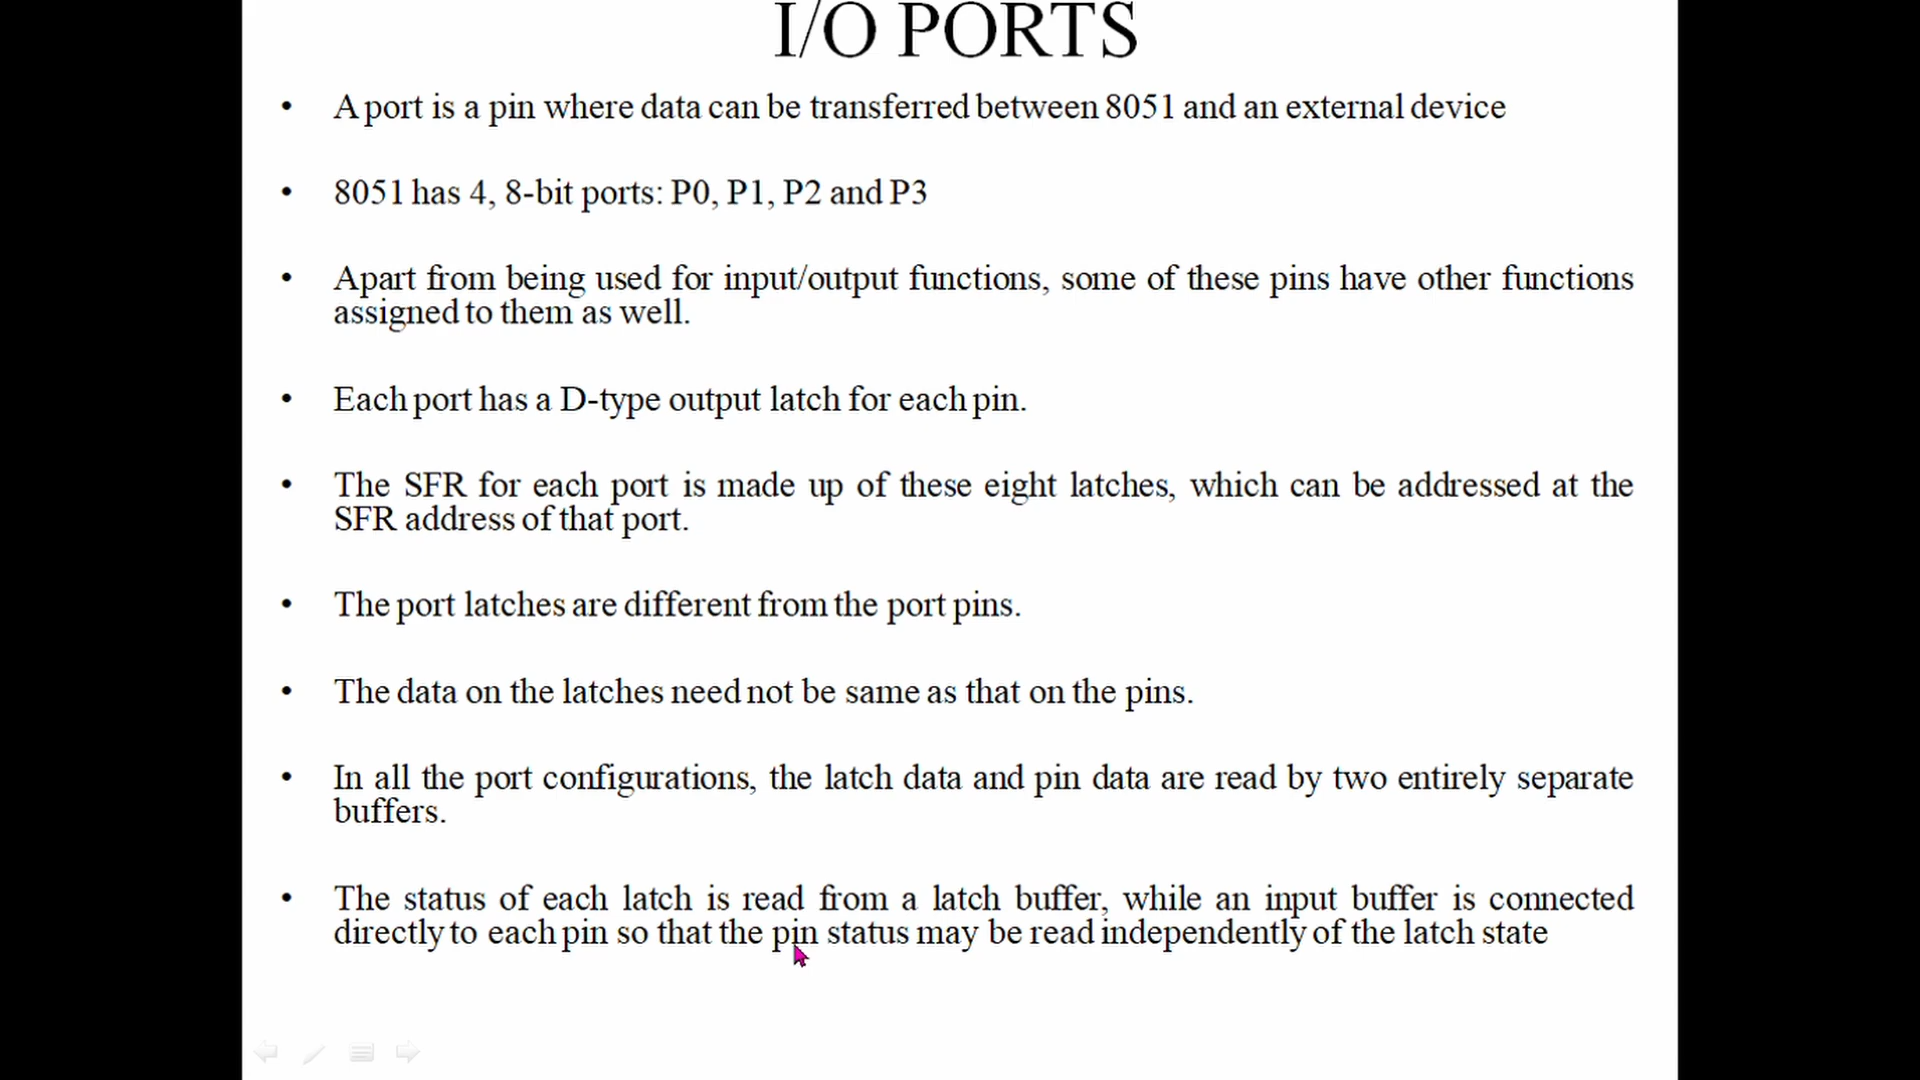 I/O PORTS
• A port is a pin where data can be transferred between 8051 and an external device
• 8051 has 4, 8-bit ports: P0, P1, P2 and P3
• Apart from being used for input/output functions, some of these pins have other functions
assigned to them as well.
• Each port has a D-type output latch for each pin.
• The SFR for each port is made up of these eight latches, which can be addressed at the
SFR address of that port.
• The port latches are different from the port pins.
• The data on the latches need not be same as that on the pins.
• In all the port configurations, the latch data and pin data are read by two entirely separate
buffers.
• The status of each latch is read from a latch buffer, while an input buffer is connected
directly to each pin so that the pin status may be read independently of the latch state